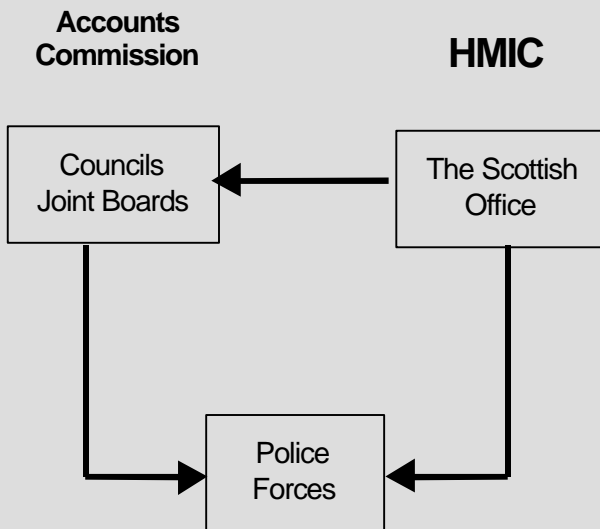 Accounts
Commission
HMIC
Councils
Joint Boards
The Scottish
Office
Police
Forces